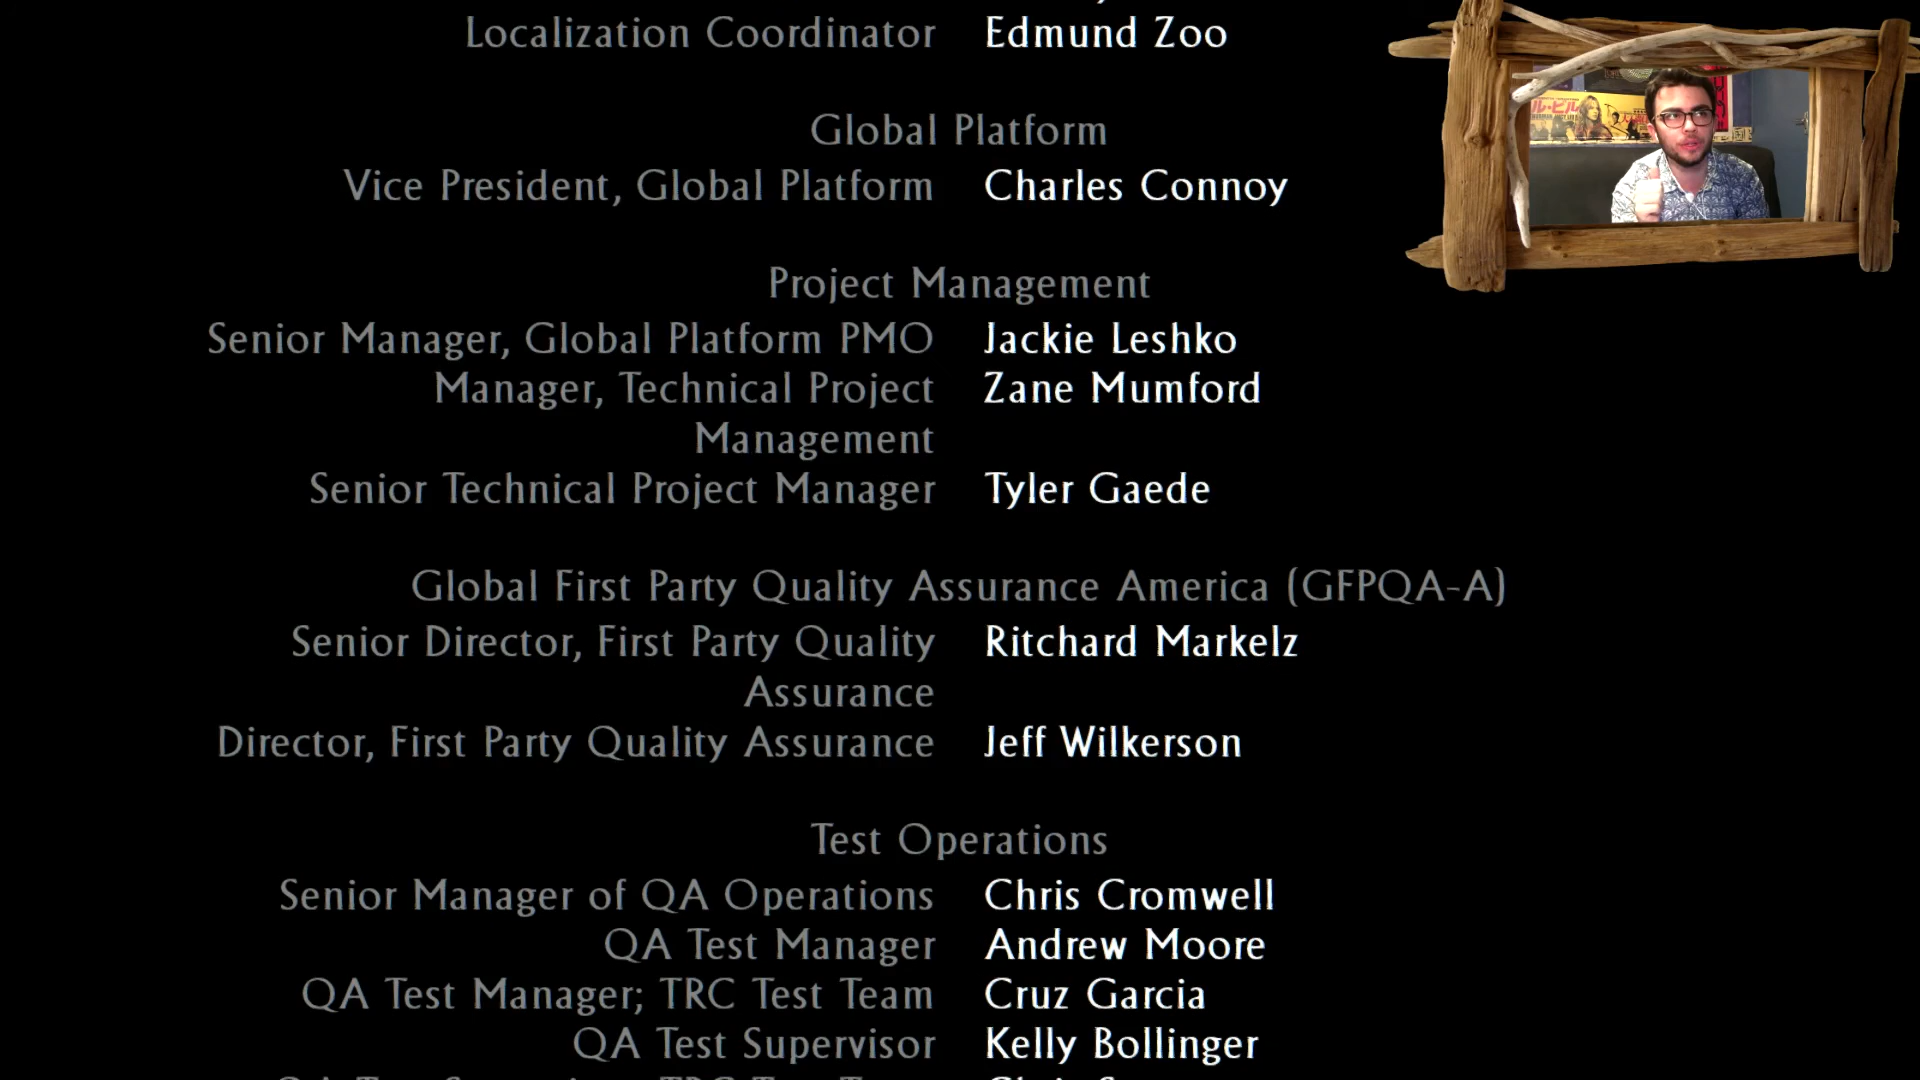 Localization Coordinator Edmund Zoo
Global Platform
Vice President, Global Platform Charles Connoy
Project Management
Senior Manager, Global Platform PMO Jackie Leshko
Manager, Technical Project Zane Mumford
Management
Senior Technical Project Manager Tyler Gaede
Global First Party Quality Assurance America (GFPQA-A)
Senior Director, First Party Quality Ritchard Markelz
Assurance
Director, First Party Quality Assurance Jeff Wilkerson
Test Operations
Senior Manager of QA Operations Chris Cromwell
QA Test Manager Andrew Moore
QA Test Manager; TRC Test Team Cruz Garcia
QA Test Supervisor Kelly Bollinger